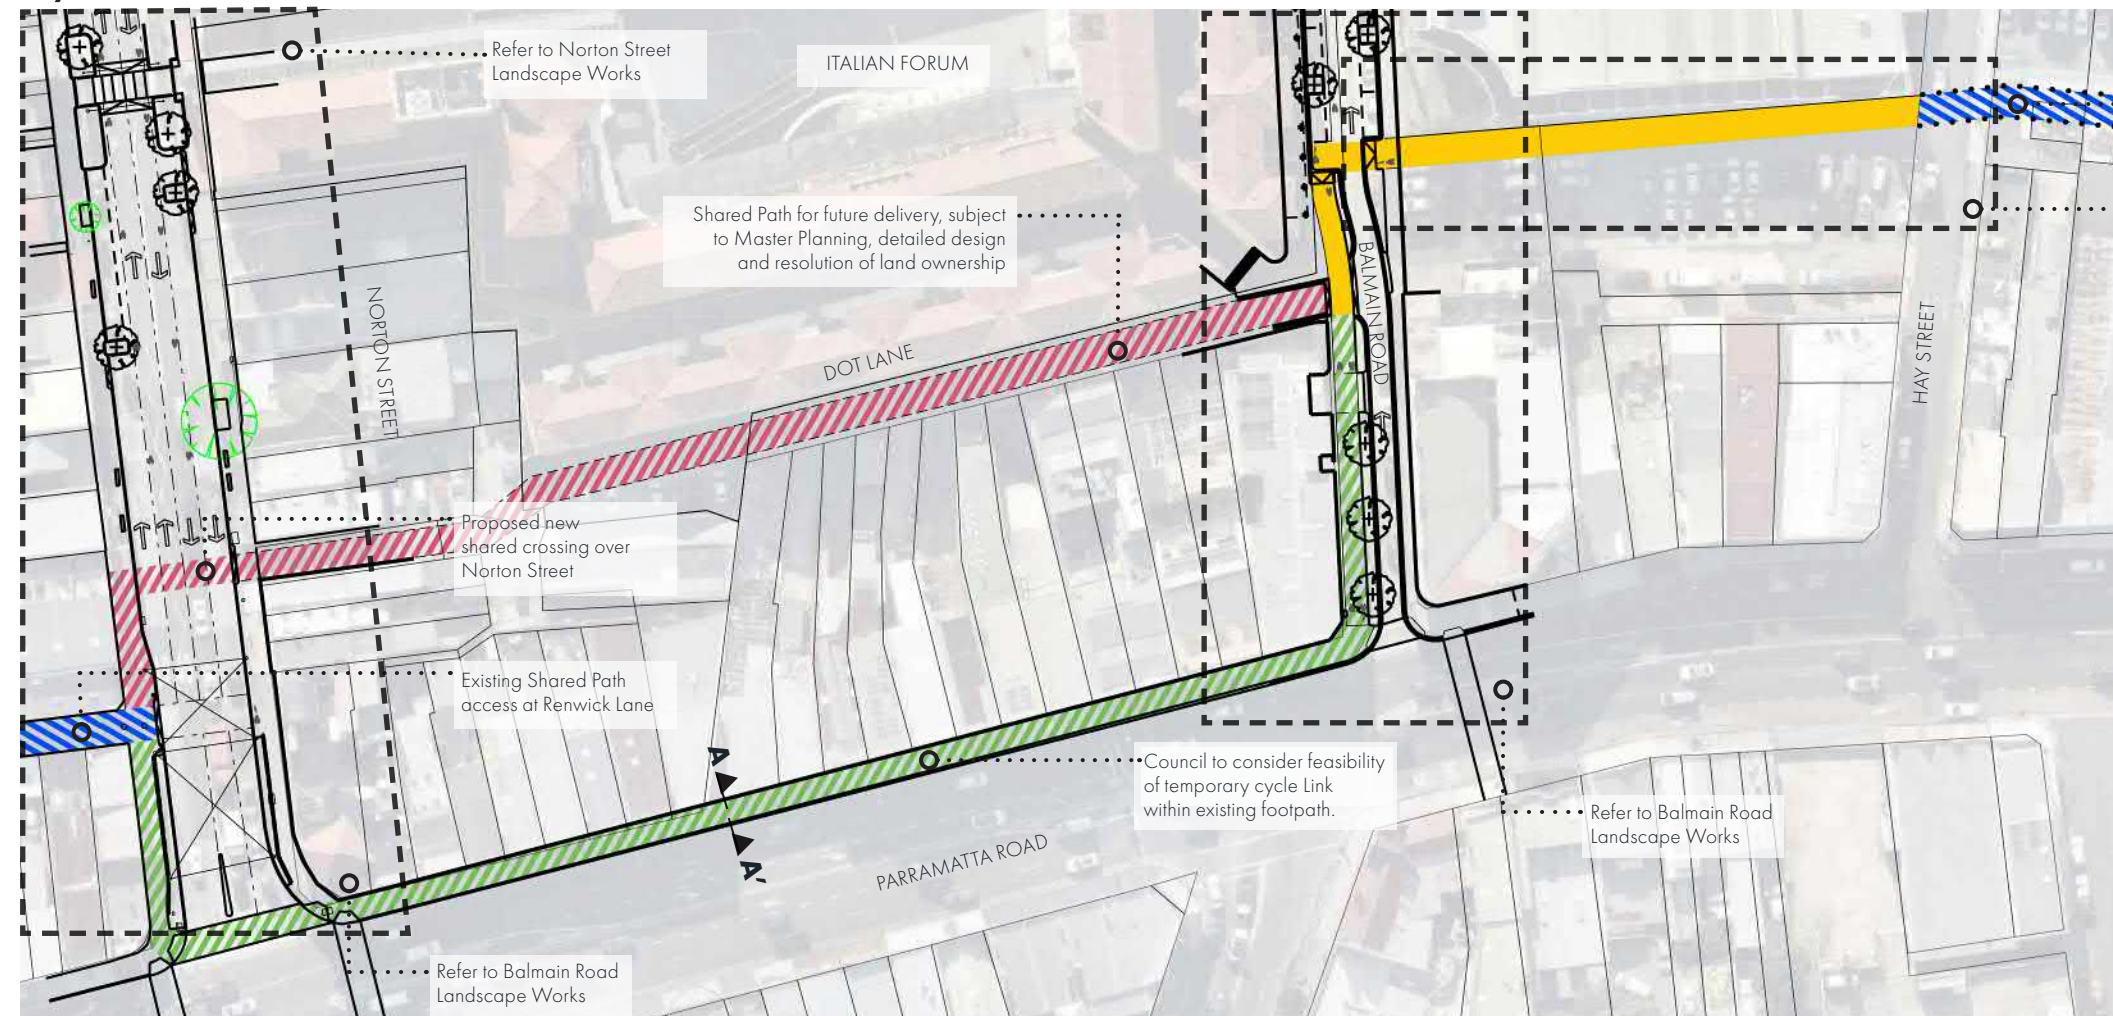 Refer to Norton Street
Landscape Works
ITALIAN FORUM
Shared Path for future delivery, subject
to Master Planning, detailed design
and resolution of land ownership
BALMAIN ROAD
NORTON STREET
HAY STREET
DOT LANE
Proposed new
shared crossing over
Norton Street
Existing Shared Path
access at Renwick Lane
A
A'
Council to consider feasibility
of temporary cycle Link
within existing footpath.
PARRAMATTA ROAD
Refer to Balmain Road
Landscape Works
Refer to Balmain Road
Landscape Works